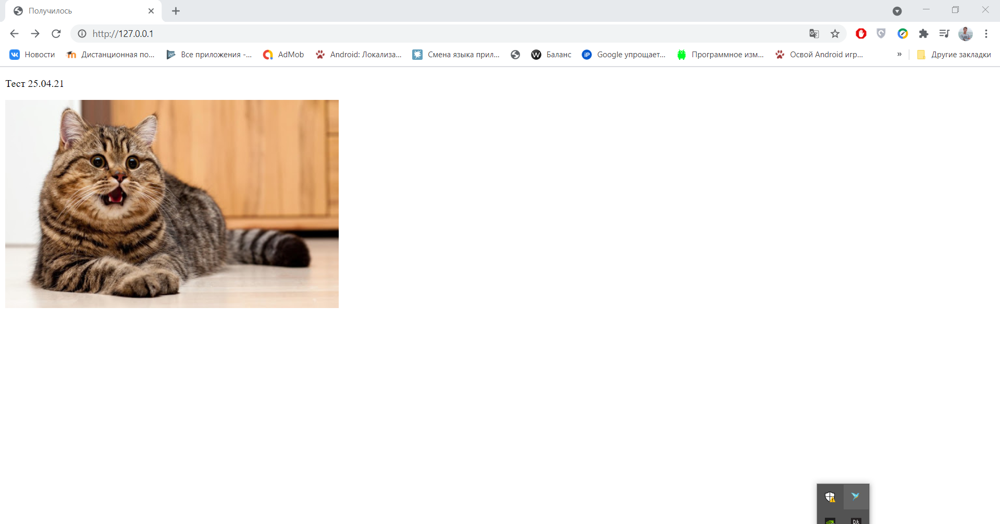 Получилось
http://127.0.0.1
Новости Дистанционная по... Все приложения -... AdMob Android: Локализа... Смена языка прил... W Баланс iP Google упрощает... Программное изм... Освой Android игр... » Другие закладки
Тест 25.04.21